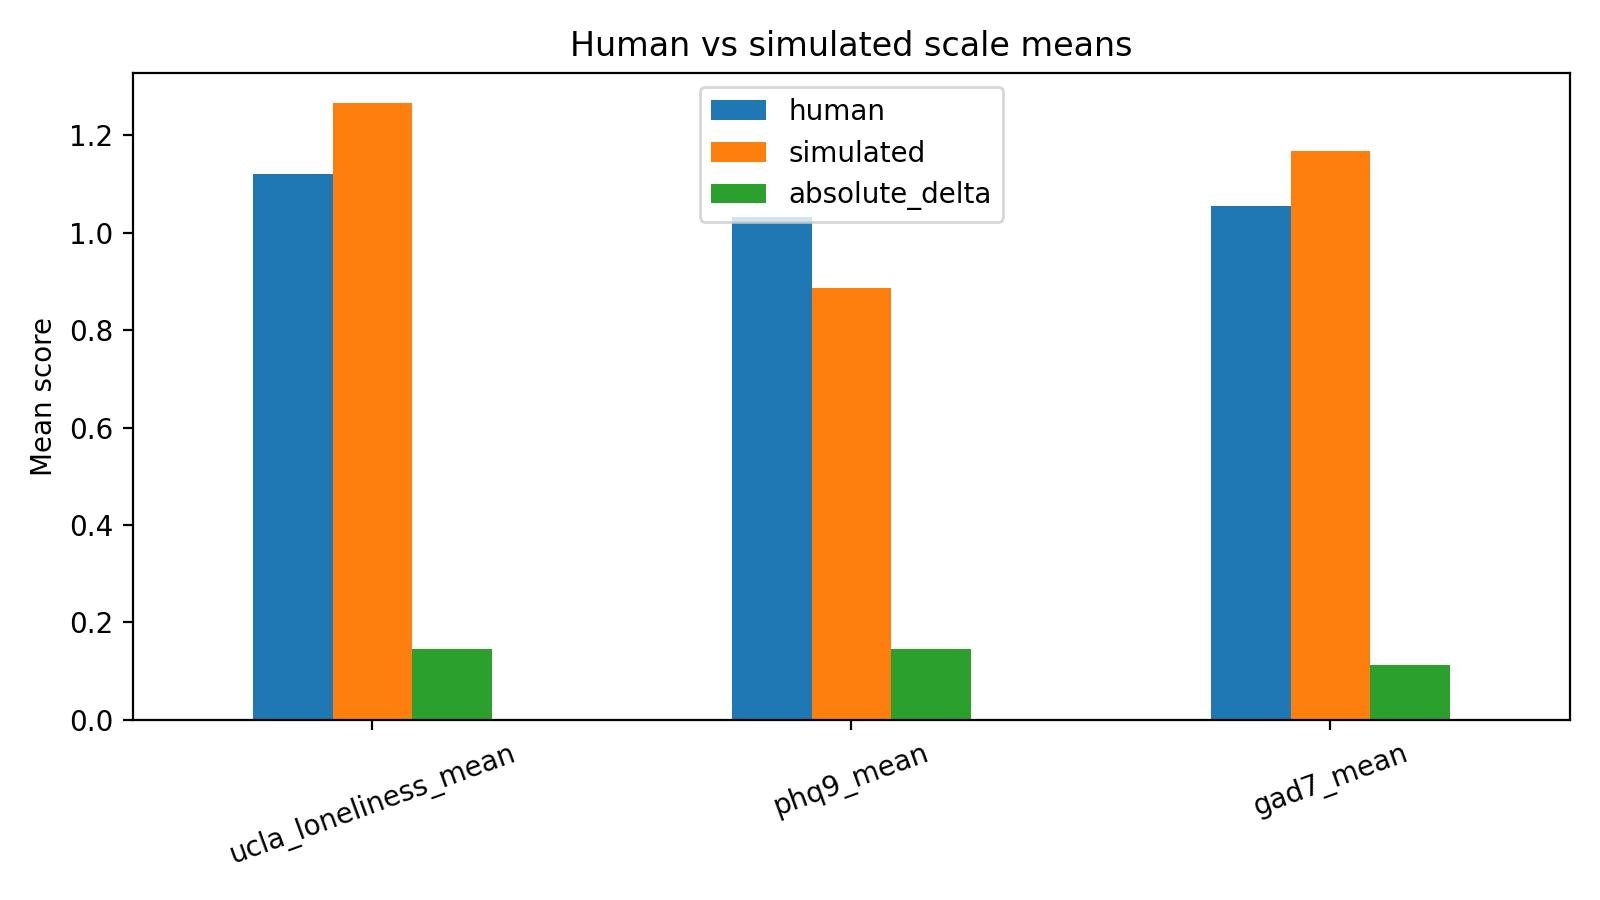 Human vs simulated scale means
human
simulated
absolute_delta
Mean score
1.2
1.0
0.8
0.6
0.4
0.2
0.0
ucla_loneliness_mean
phq9_mean
gad7_mean